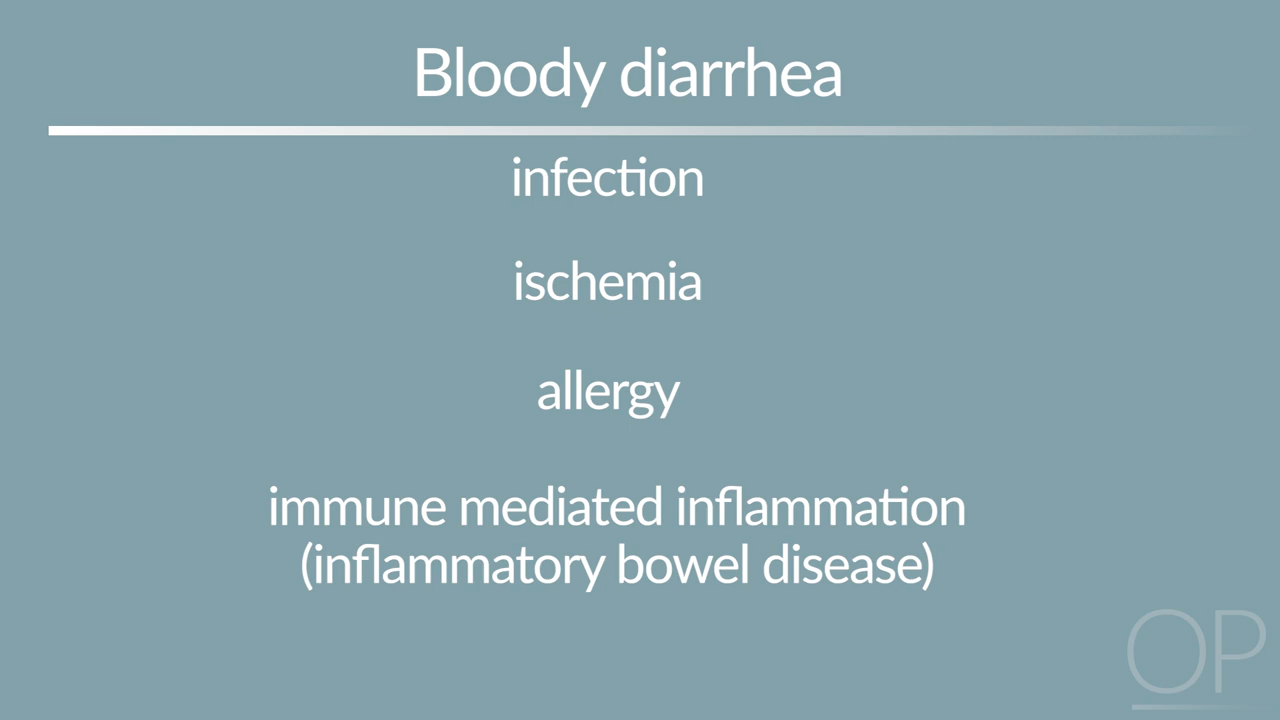 Bloody diarrhea
infection
ischemia
allergy
immune mediated inflammation
(inflammatory bowel disease)
OP